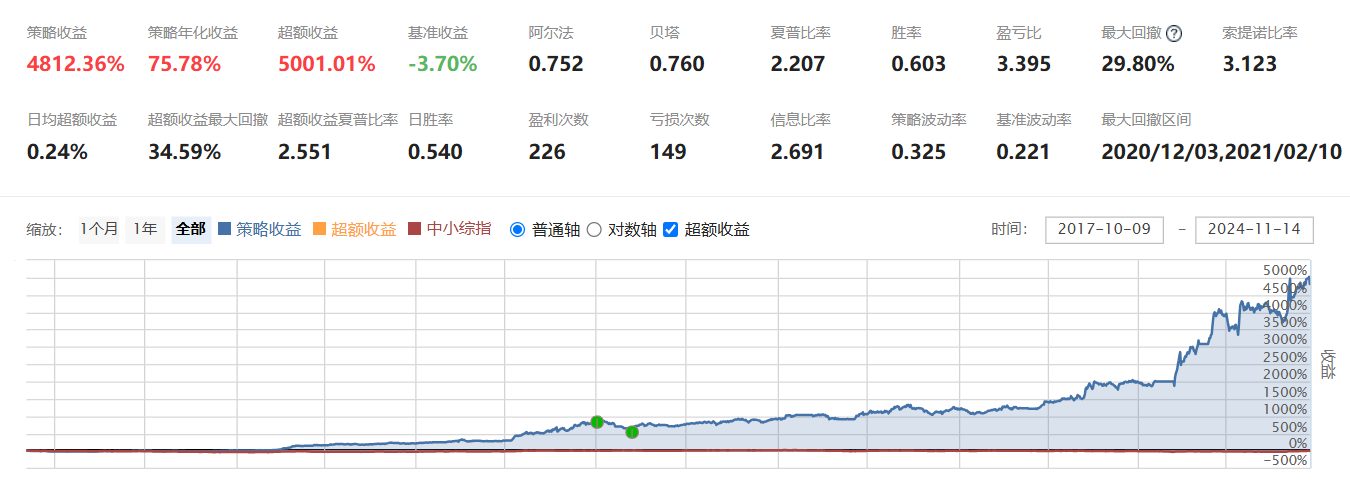 策略收益 策略年化收益 超额收益 基准收益 阿尔法 贝塔 夏普比率 胜率 盈亏比 最大回撤 ? 索提诺比率
4812.36% 75.78% 5001.01% -3.70% 0.752 0.760 2.207 0.603 3.395 29.80% 3.123
日均超额收益 超额收益最大回撤 超额收益夏普比率 日胜率 盈利次数 亏损次数 信息比率 策略波动率 基准波动率 最大回撤区间
0.24% 34.59% 2.551 0.540 226 149 2.691 0.325 0.221 2020/12/03,2021/02/10
缩放: 1个月 1年 全部 策略收益 超额收益 中小综指 普通轴 对数轴 超额收益 时间: 2017-10-09 - 2024-11-14
5000%
4500%
4000%
3500%
3000%
2500%
2000%
1500%
1000%
500%
0%
-500%
收益